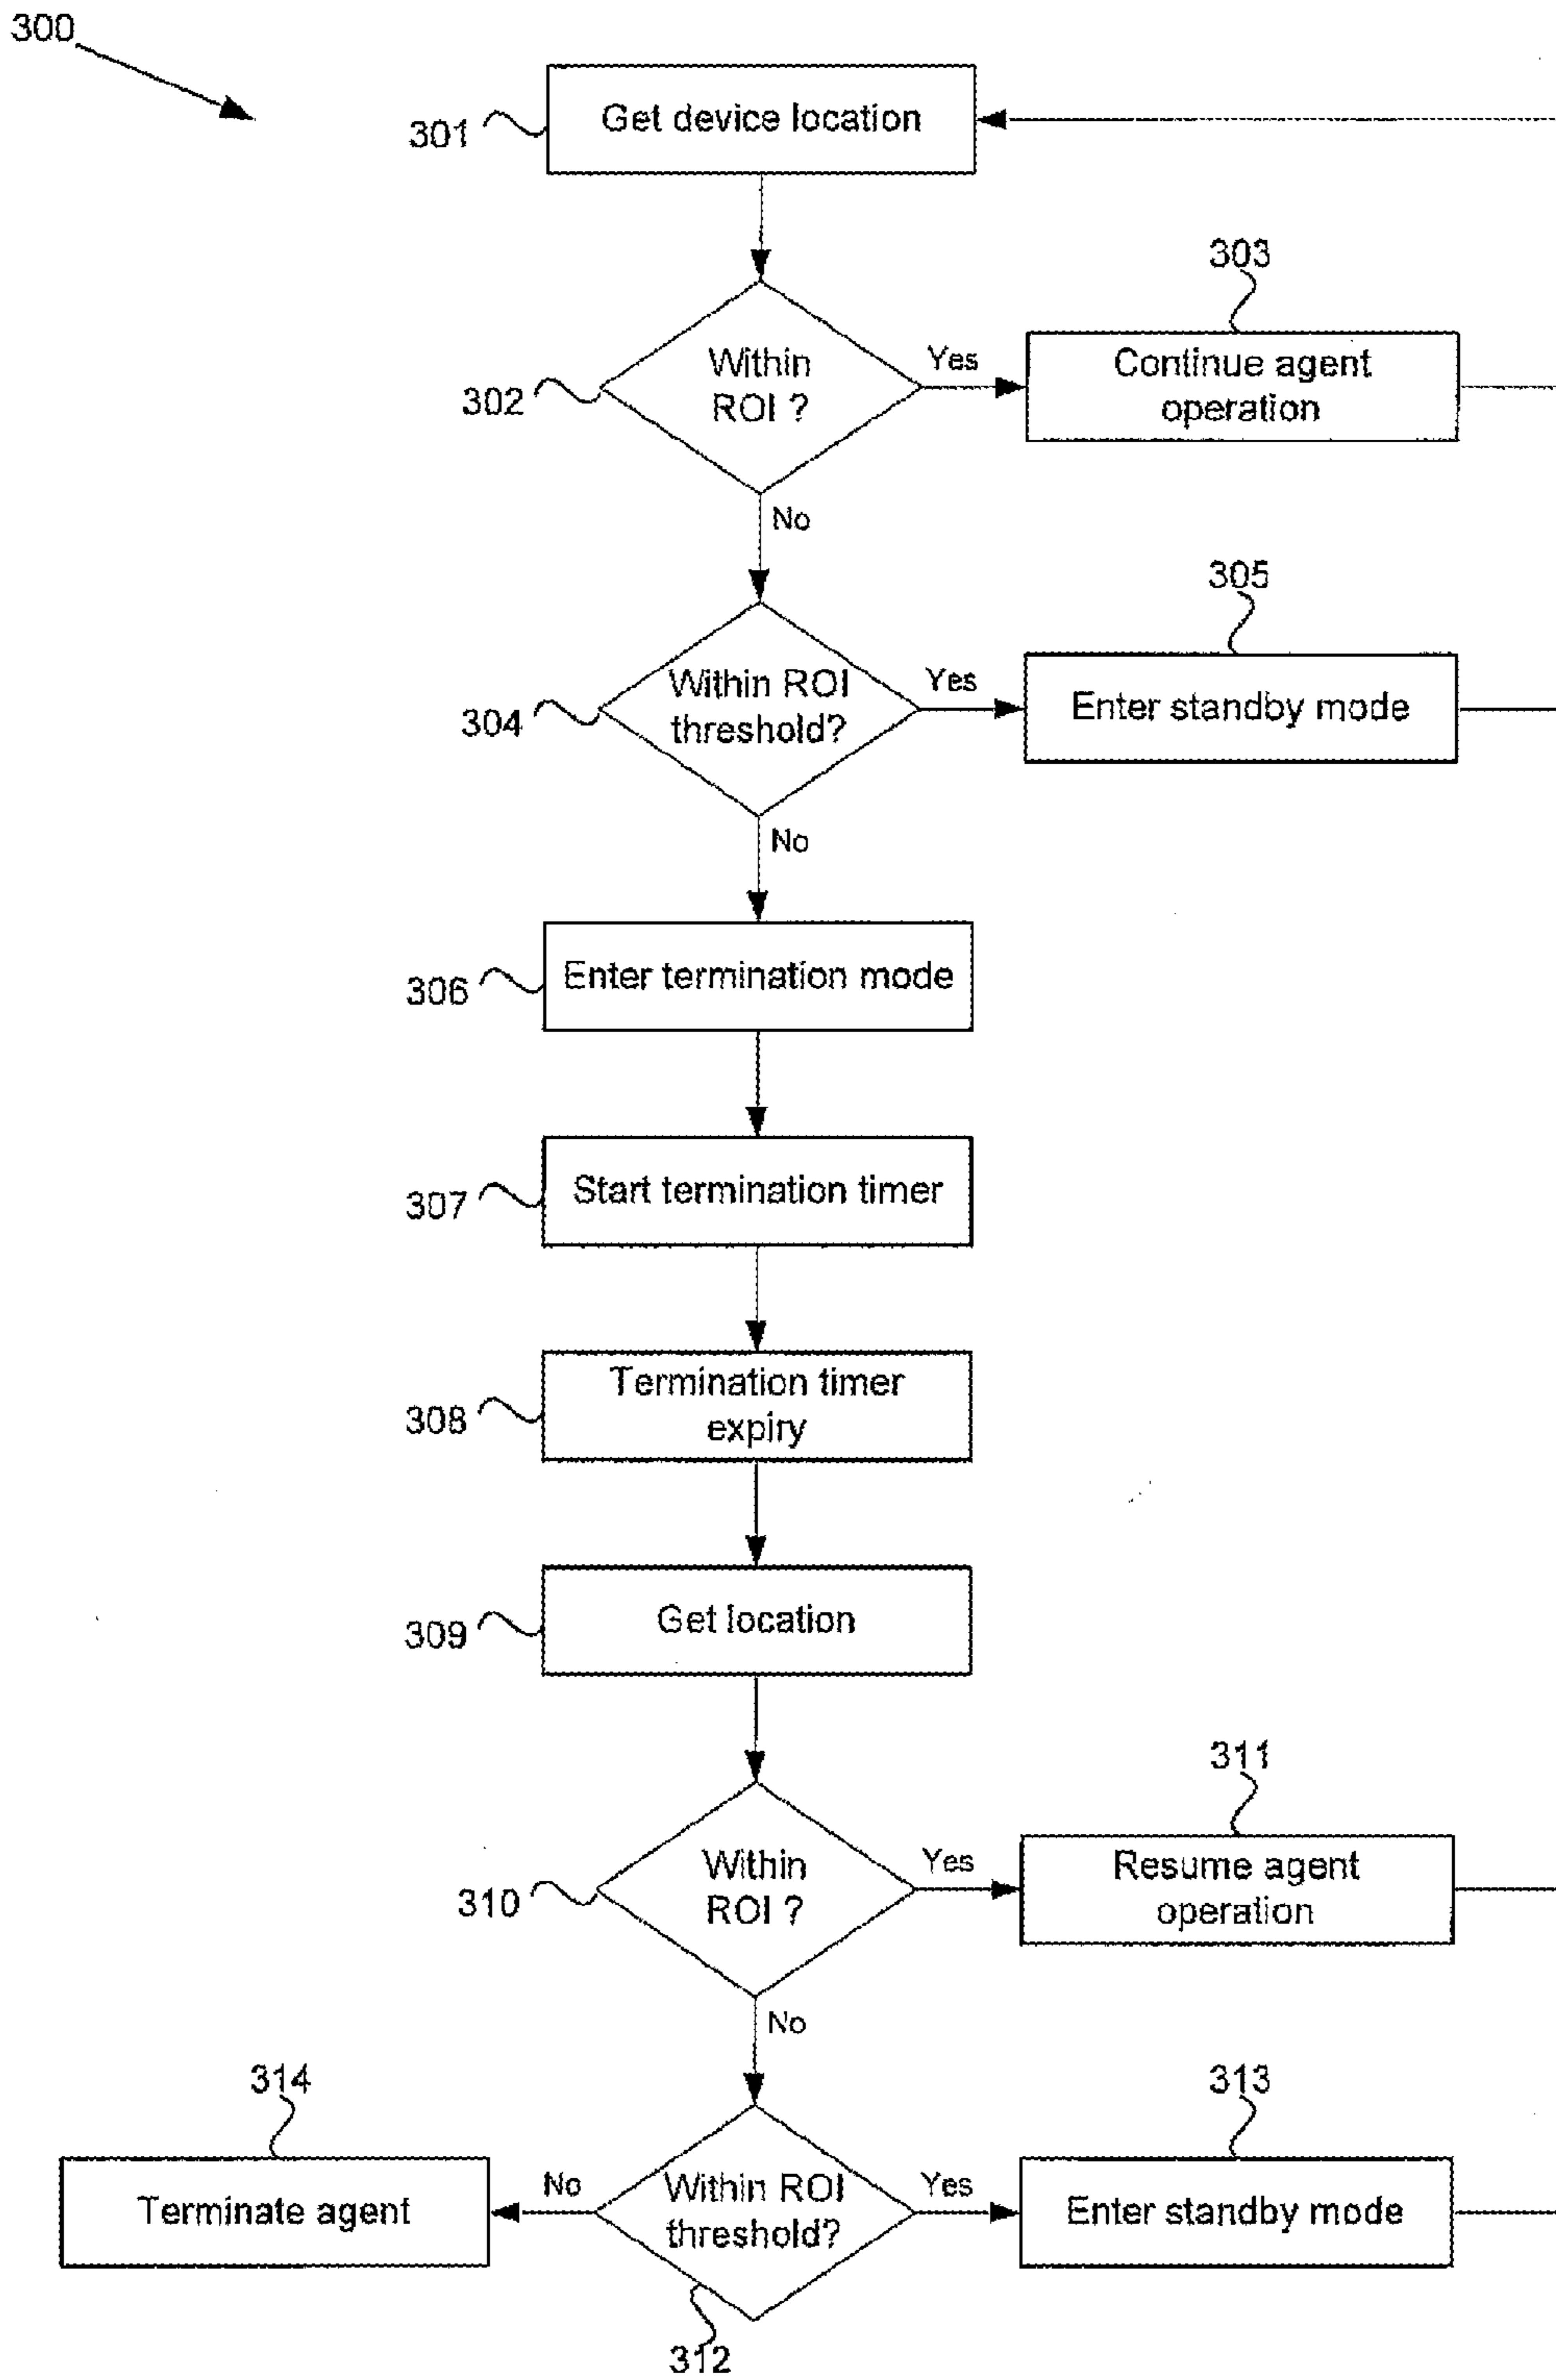 300
301
Get device location
303
302
Within
ROI ?
Yes
Continue agent
operation
No
305
304
Within ROI
threshold?
Yes
Enter standby mode
No
306
Enter termination mode
307
Start termination timer
308
Termination timer
expiry
309
Get location
311
310
Within
ROI ?
Yes
Resume agent
operation
No
314
313
Terminate agent
No
Within ROI
threshold?
Yes
Enter standby mode
312